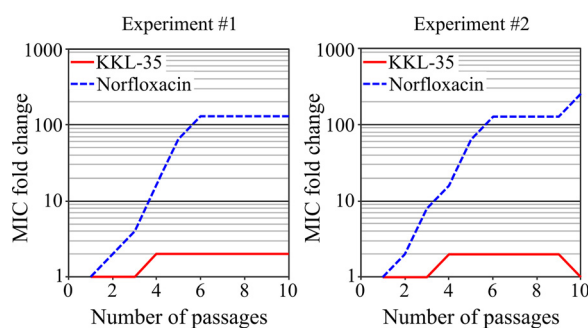 Experiment #1
1000
100
10
1
MIC fold change
KKL-35
Norfloxacin
0 2 4 6 8 10
Number of passages
Experiment #2
1000
100
10
1
MIC fold change
KKL-35
Norfloxacin
0 2 4 6 8 10
Number of passages